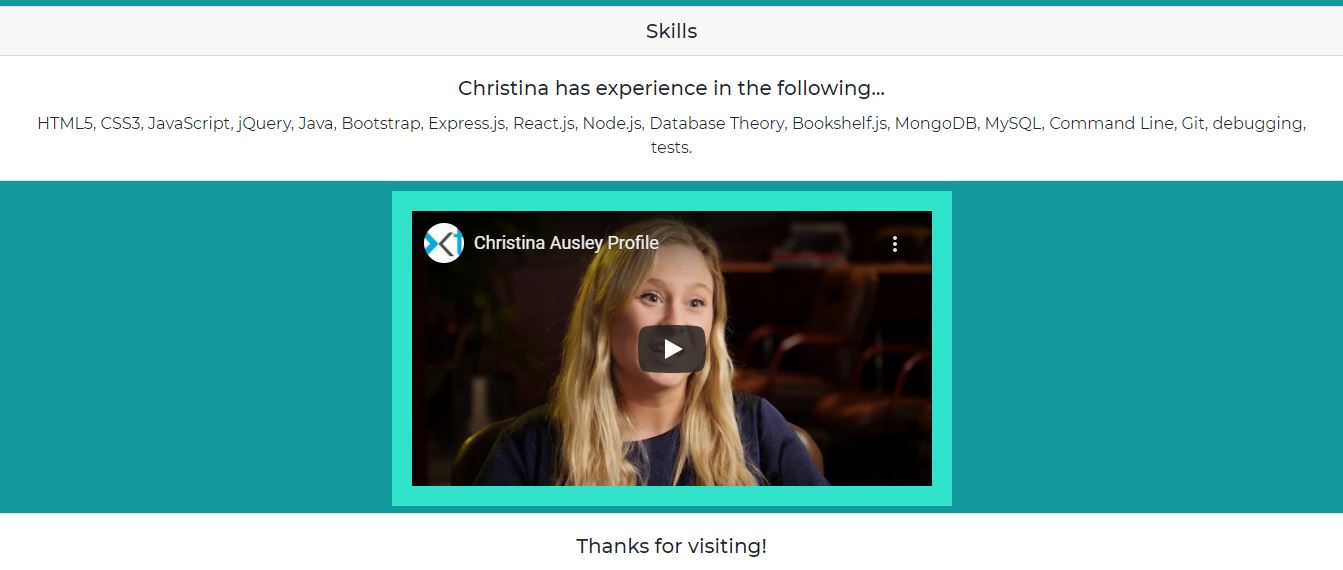 Skills
Christina has experience in the following...
HTML5, CSS3, JavaScript, jQuery, Java, Bootstrap, Express.js, React.js, Node.js, Database Theory, Bookshelf.js, MongoDB, MySQL, Command Line, Git, debugging,
tests.
Christina Ausley Profile
Thanks for visiting!